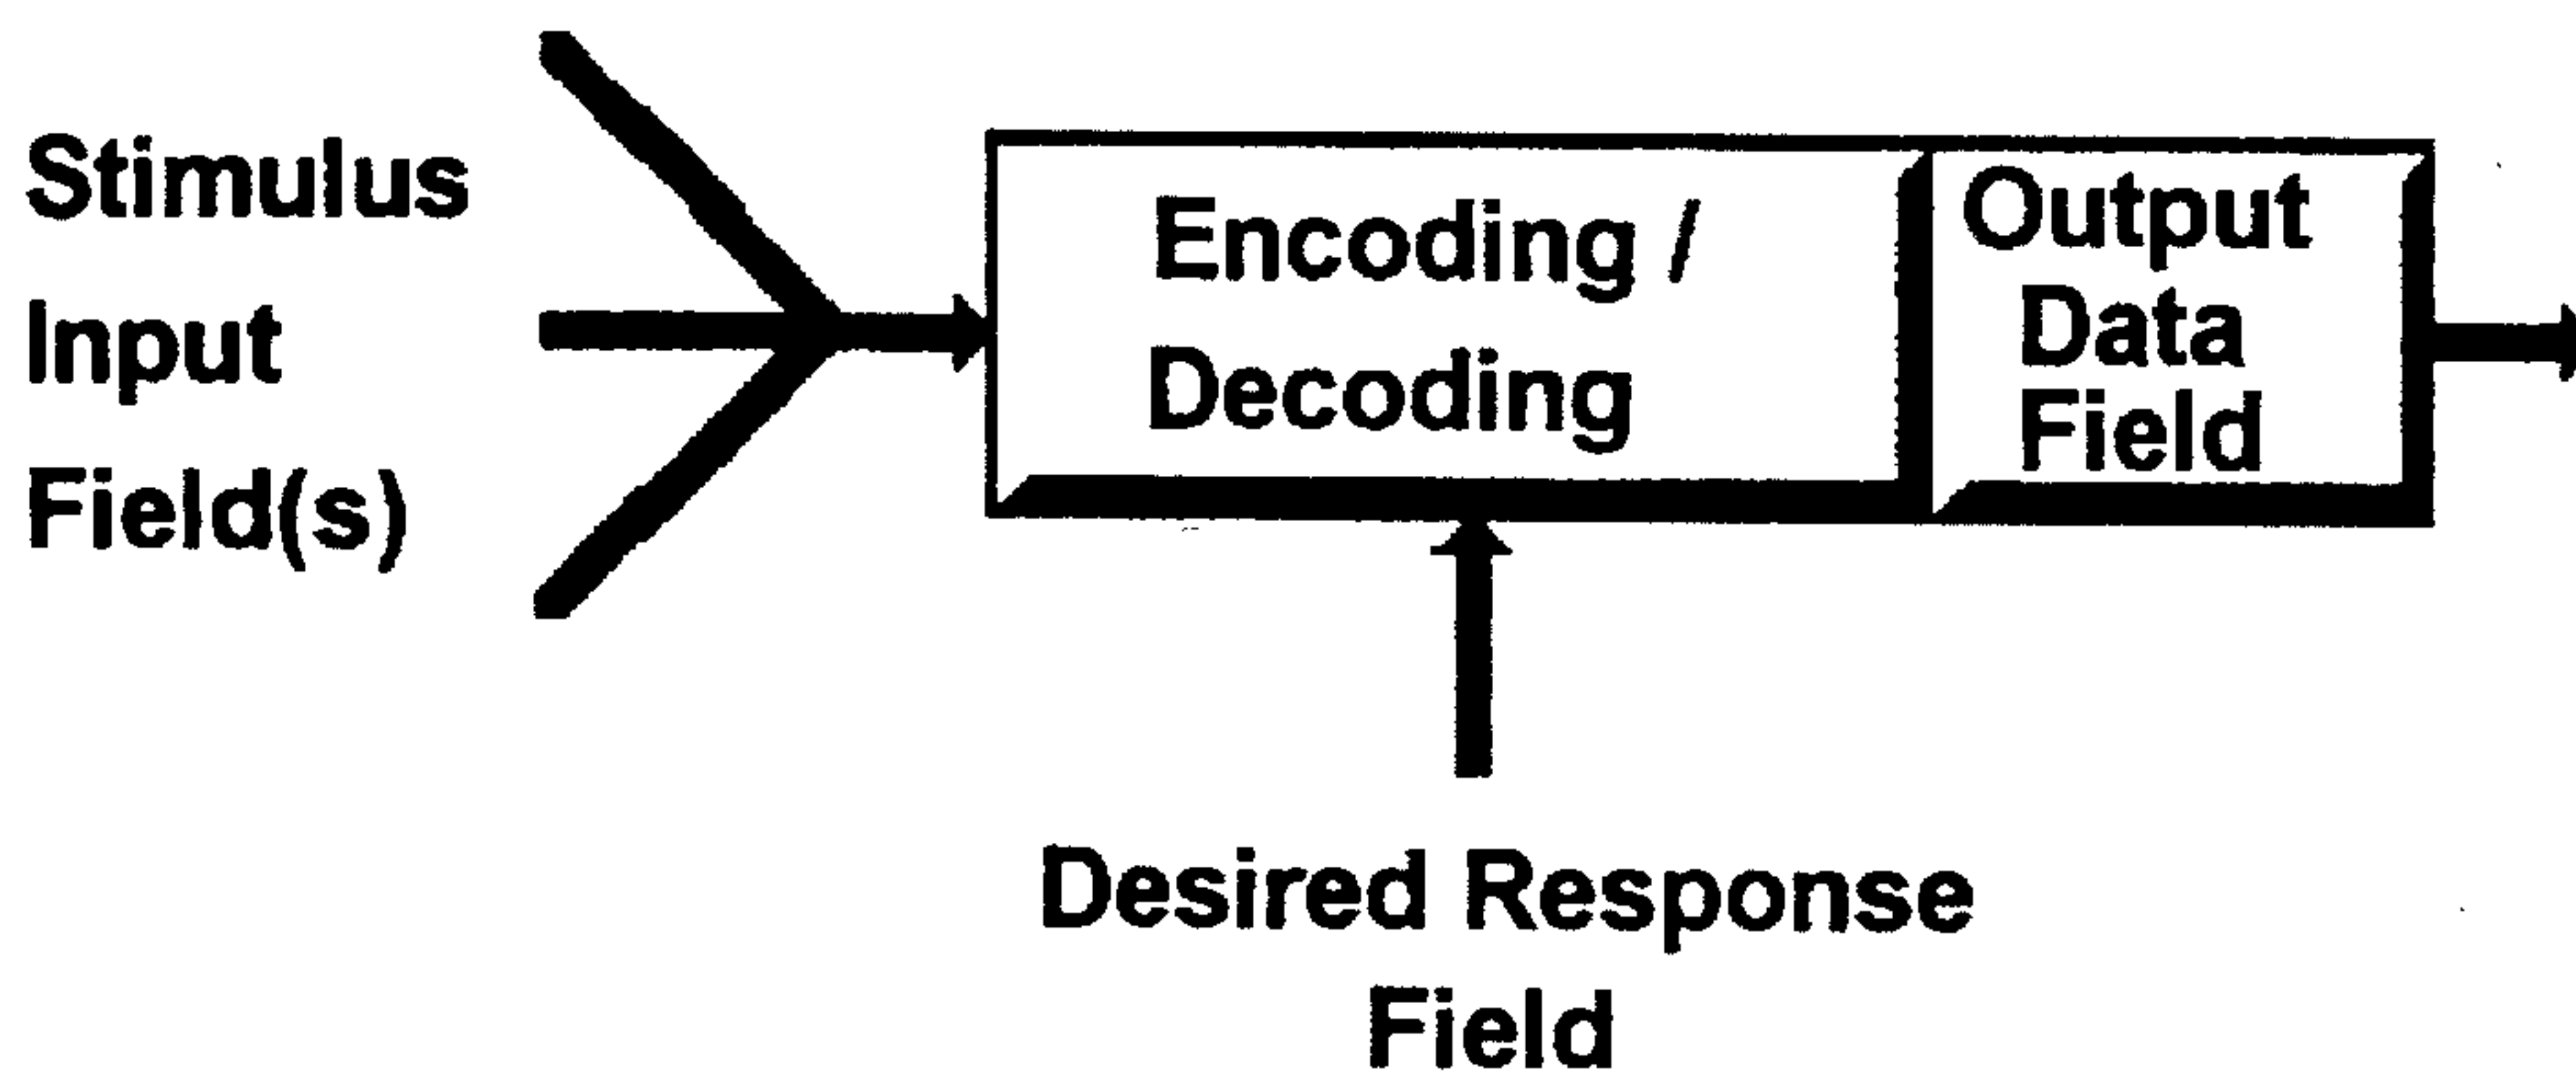 Stimulus
Input
Field(s)
Encoding /
Decoding
Output
Data
Field
Desired Response
Field